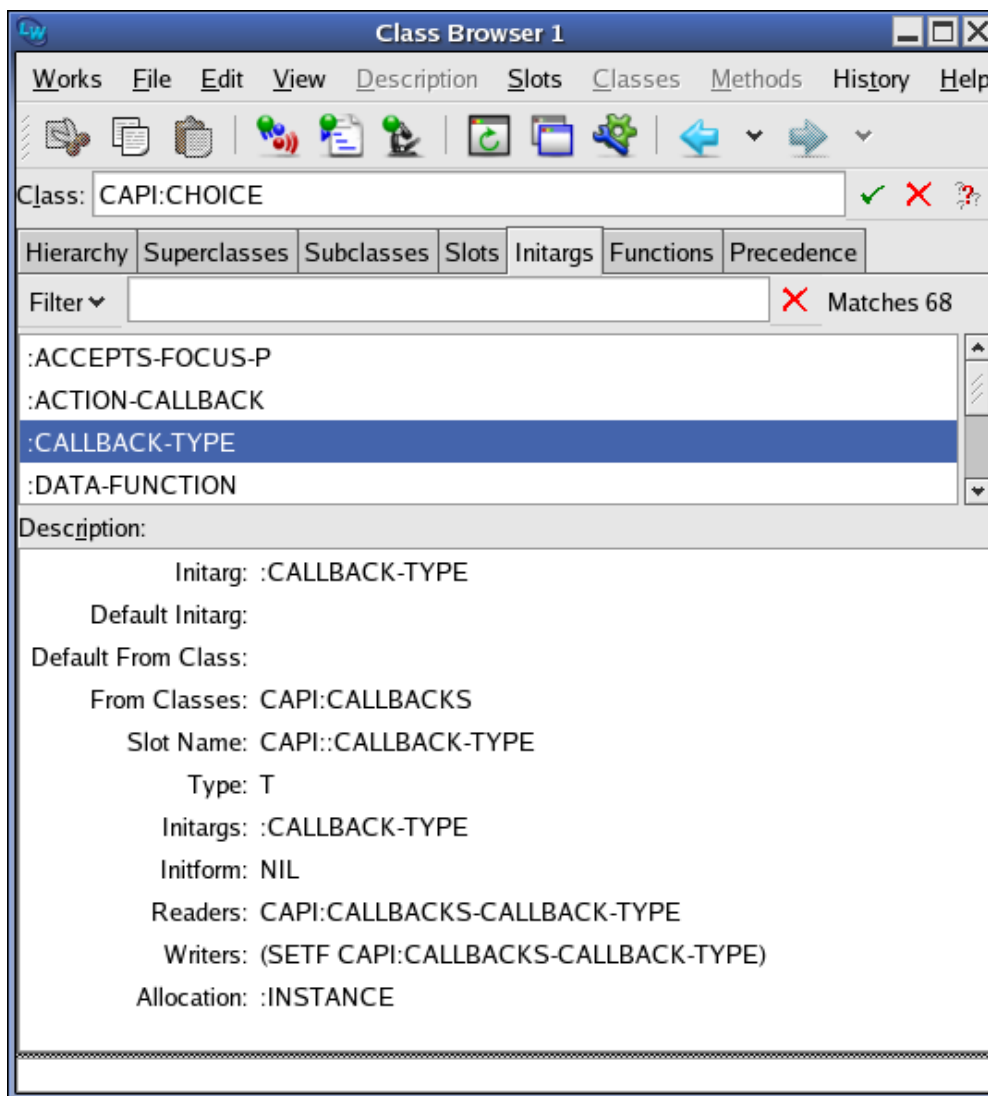 LW Class Browser 1
Works File Edit View Description Slots Classes Methods History Help
Class: CAPI:CHOICE
Hierarchy Superclasses Subclasses Slots Initargs Functions Precedence
Filter Matches 68
:ACCEPTS-FOCUS-P
:ACTION-CALLBACK
:CALLBACK-TYPE
:DATA-FUNCTION
Description:
Initarg: :CALLBACK-TYPE
Default Initarg:
Default From Class:
From Classes: CAPI:CALLBACKS
Slot Name: CAPI::CALLBACK-TYPE
Type: T
Initargs: :CALLBACK-TYPE
Initform: NIL
Readers: CAPI:CALLBACKS-CALLBACK-TYPE
Writers: (SETF CAPI:CALLBACKS-CALLBACK-TYPE)
Allocation: :INSTANCE